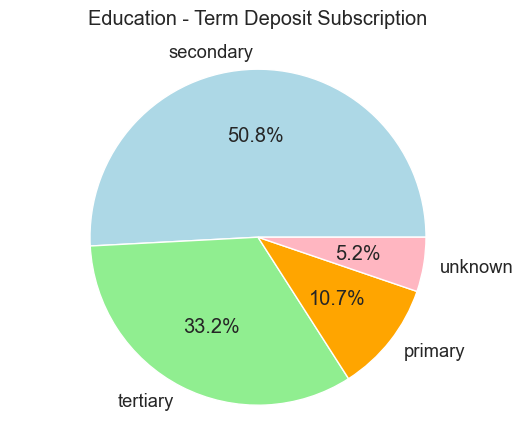 Education - Term Deposit Subscription
secondary
50.8%
5.2%
unknown
10.7%
33.2%
primary
tertiary